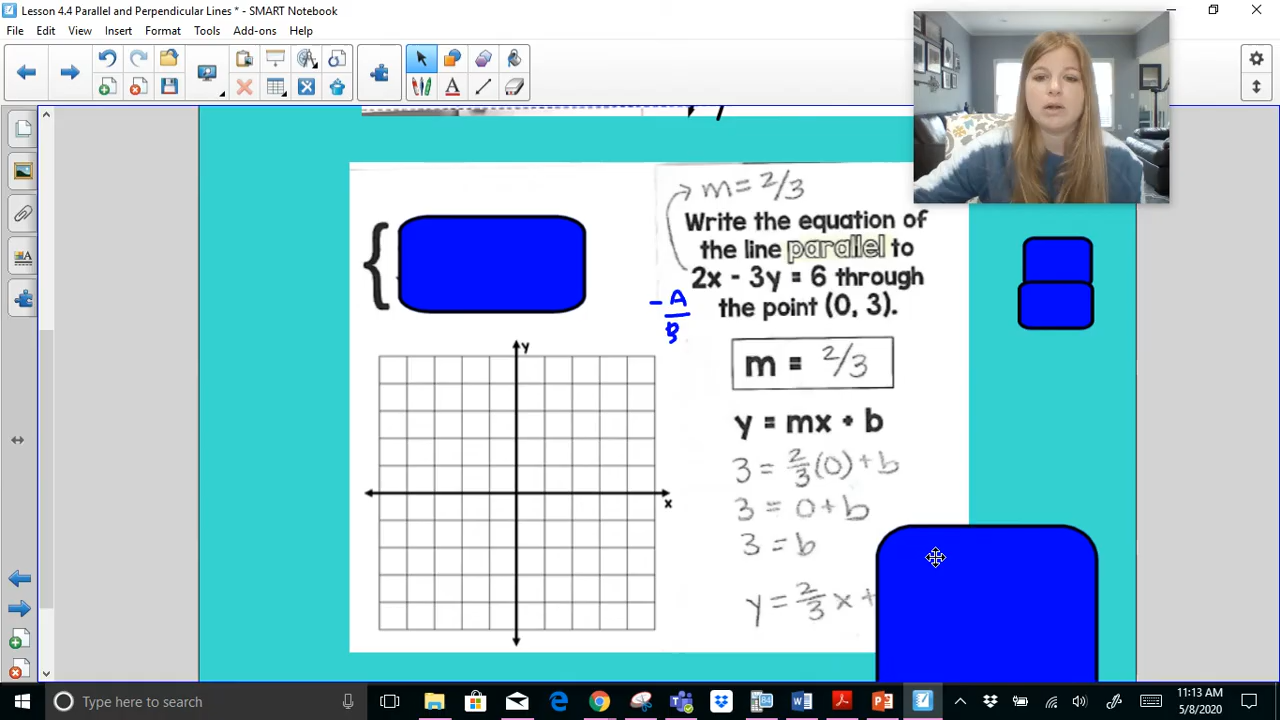 Lesson 4.4 Parallel and Perpendicular Lines * - SMART Notebook
File Edit View Insert Format Tools Add-ons Help
m = 2/3
Write the equation of
the line parallel to
2x - 3y = 6 through
the point (0, 3).
-A/B
m = 2/3
y = mx + b
3 = 2/3 (0) + b
3 = 0 + b
3 = b
y = 2/3 x +
y
x
Type here to search
11:13 AM
5/8/2020